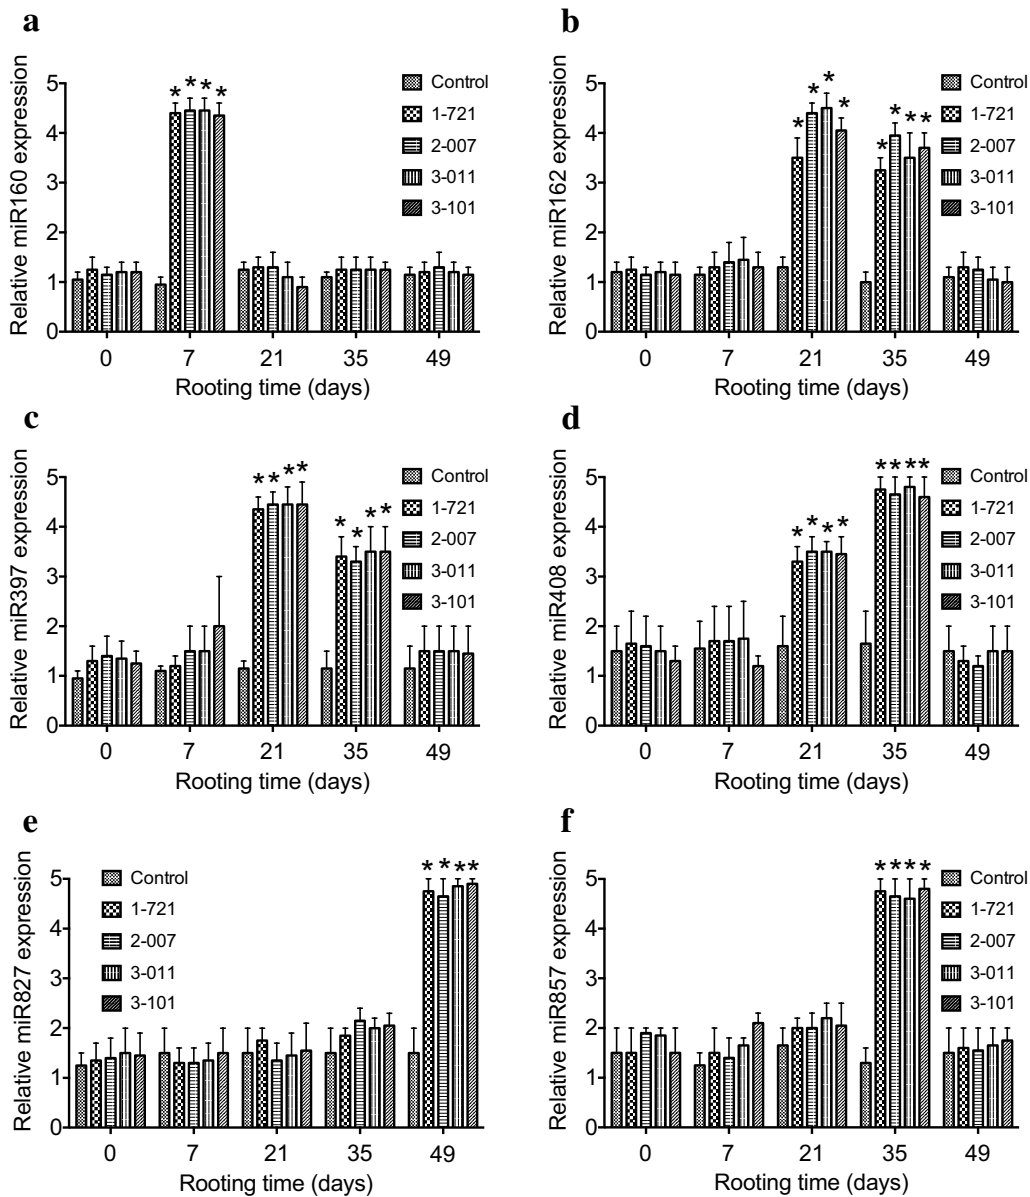 a
Relative miR160 expression
5
4
3
2
1
0
* * * *
Control
1-721
2-007
3-011
3-101
0 7 21 35 49
Rooting time (days)
b
Relative miR162 expression
5
4
3
2
1
0
* * * * * * * *
Control
1-721
2-007
3-011
3-101
0 7 21 35 49
Rooting time (days)
c
Relative miR397 expression
5
4
3
2
1
0
* * * * * * * *
Control
1-721
2-007
3-011
3-101
0 7 21 35 49
Rooting time (days)
d
Relative miR408 expression
5
4
3
2
1
0
* * * * * * * *
Control
1-721
2-007
3-011
3-101
0 7 21 35 49
Rooting time (days)
e
Relative miR827 expression
5
4
3
2
1
0
Control
1-721
2-007
3-011
3-101
* * * *
0 7 21 35 49
Rooting time (days)
f
Relative miR857 expression
5
4
3
2
1
0
* * * *
Control
1-721
2-007
3-011
3-101
0 7 21 35 49
Rooting time (days)